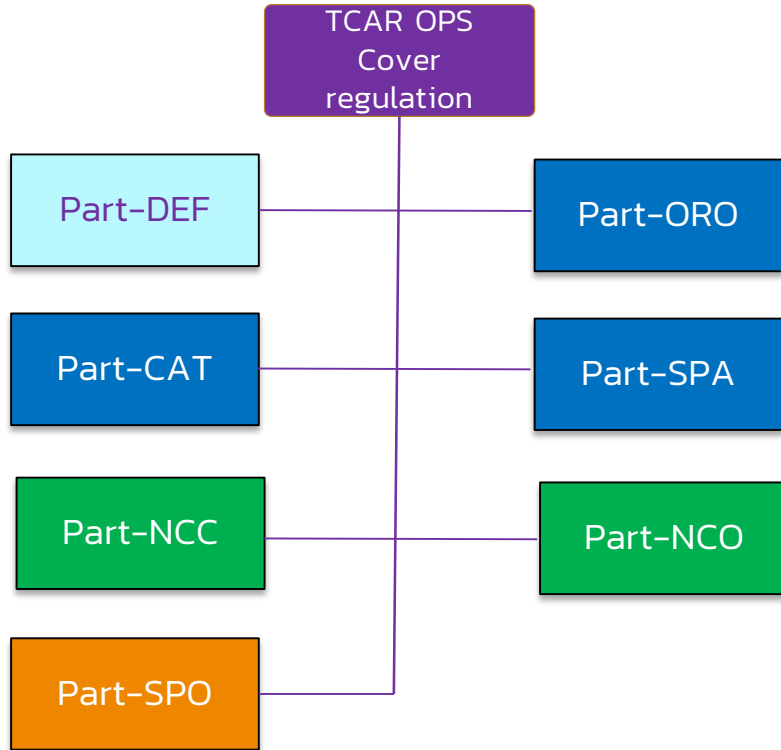 TCAR OPS
Cover
regulation
Part-DEF
Part-ORO
Part-CAT
Part-SPA
Part-NCC
Part-NCO
Part-SPO